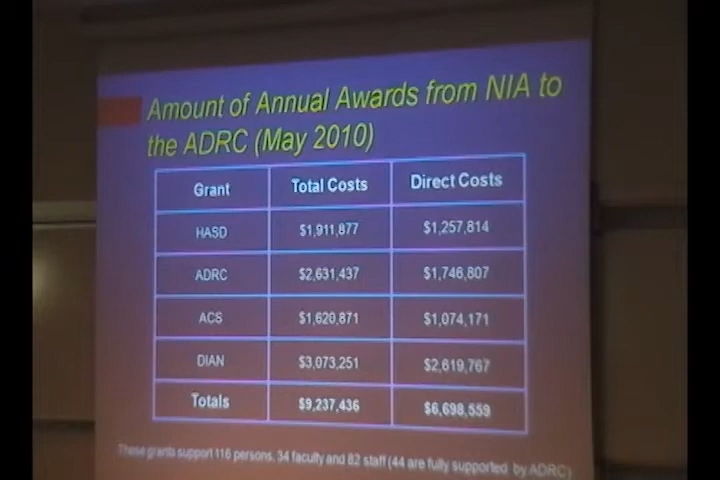 Amount of Annual Awards from NIA to
the ADRC (May 2010)
Grant Total Costs Direct Costs
HASD $1,911,877 $1,257,814
ADRC $2,631,437 $1,746,807
ACS $1,620,871 $1,074,171
DIAN $3,073,251 $2,619,767
Totals $9,237,436 $6,698,559
These grants support 116 persons, 34 faculty and 82 staff (44 are fully supported by ADRC)